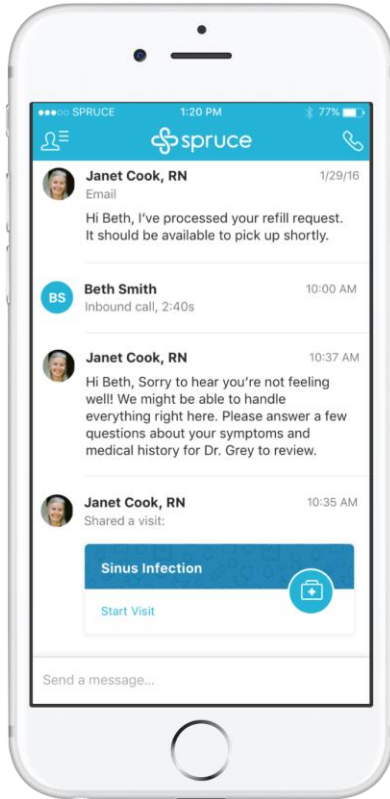 ●●●○○ SPRUCE 1:20 PM 77%
spruce
Janet Cook, RN 1/29/16
Email
Hi Beth, I've processed your refill request.
It should be available to pick up shortly.
BS Beth Smith 10:00 AM
Inbound call, 2:40s
Janet Cook, RN 10:37 AM
Hi Beth, Sorry to hear you're not feeling
well! We might be able to handle
everything right here. Please answer a few
questions about your symptoms and
medical history for Dr. Grey to review.
Janet Cook, RN 10:35 AM
Shared a visit:
Sinus Infection
Start Visit
Send a message...